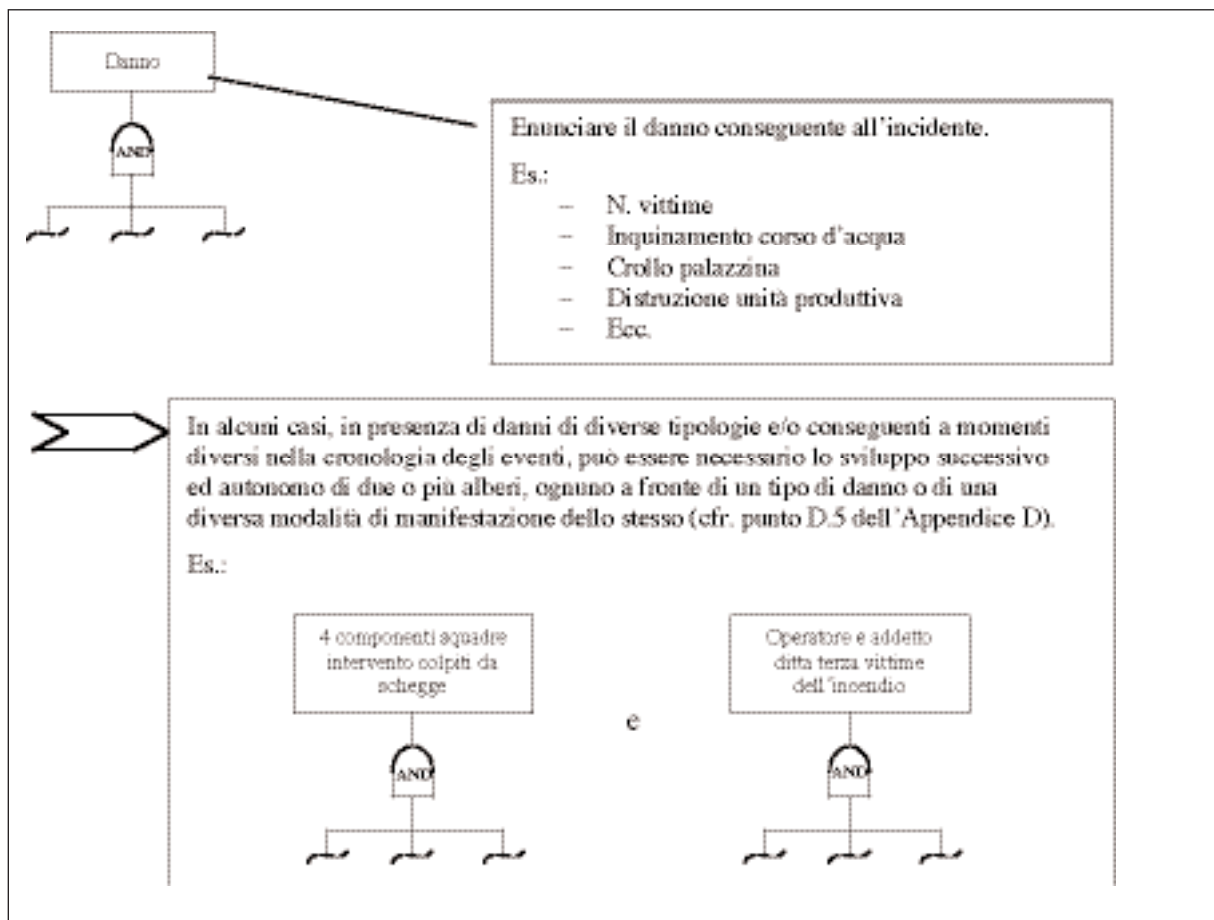 Danno
AND
Enunciare il danno conseguente all'incidente.
Es.:
– N. vittime
– Inquinamento corso d'acqua
– Crollo palazzina
– Distruzione unità produttiva
– Ecc.
In alcuni casi, in presenza di danni di diverse tipologie e/o conseguenti a momenti
diversi nella cronologia degli eventi, può essere necessario lo sviluppo successivo
ed autonomo di due o più alberi, ognuno a fronte di un tipo di danno o di una
diversa modalità di manifestazione dello stesso (cfr. punto D.5 dell'Appendice D).
Es.:
4 componenti squadre
intervento colpiti da
schegge
AND
e
Operatore e addetto
ditta terza vittime
dell'incendio
AND